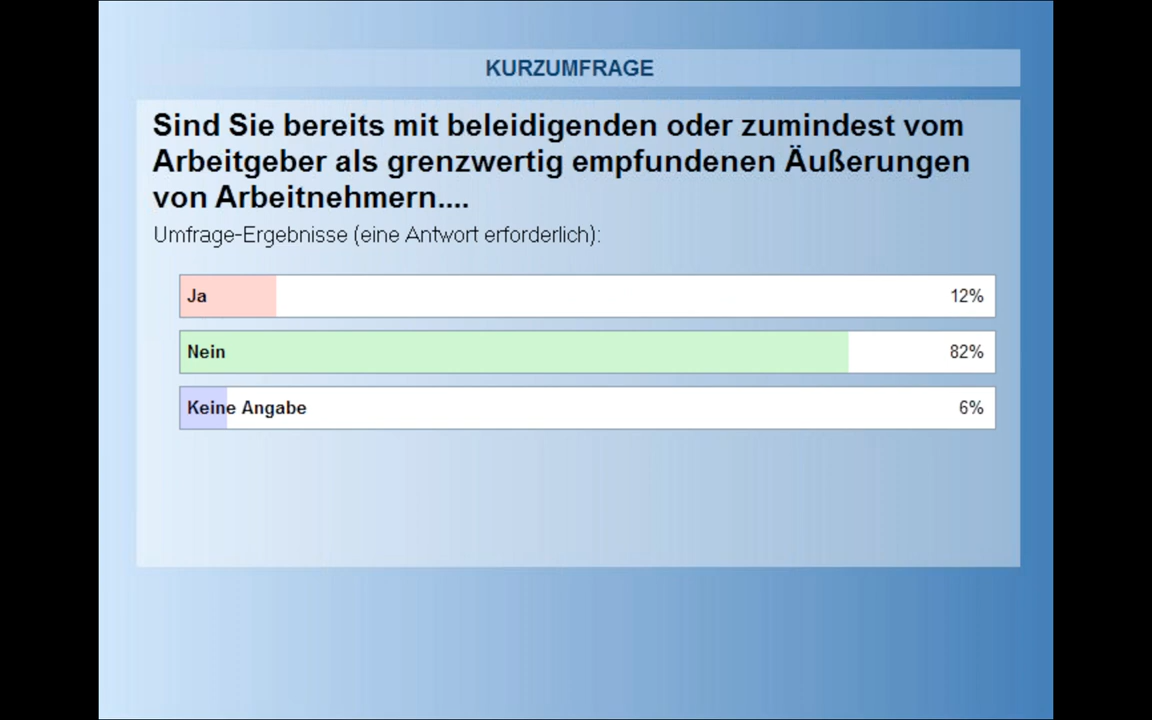 KURZUMFRAGE
Sind Sie bereits mit beleidigenden oder zumindest vom
Arbeitgeber als grenzwertig empfundenen Äußerungen
von Arbeitnehmern....
Umfrage-Ergebnisse (eine Antwort erforderlich):
Ja 12%
Nein 82%
Keine Angabe 6%